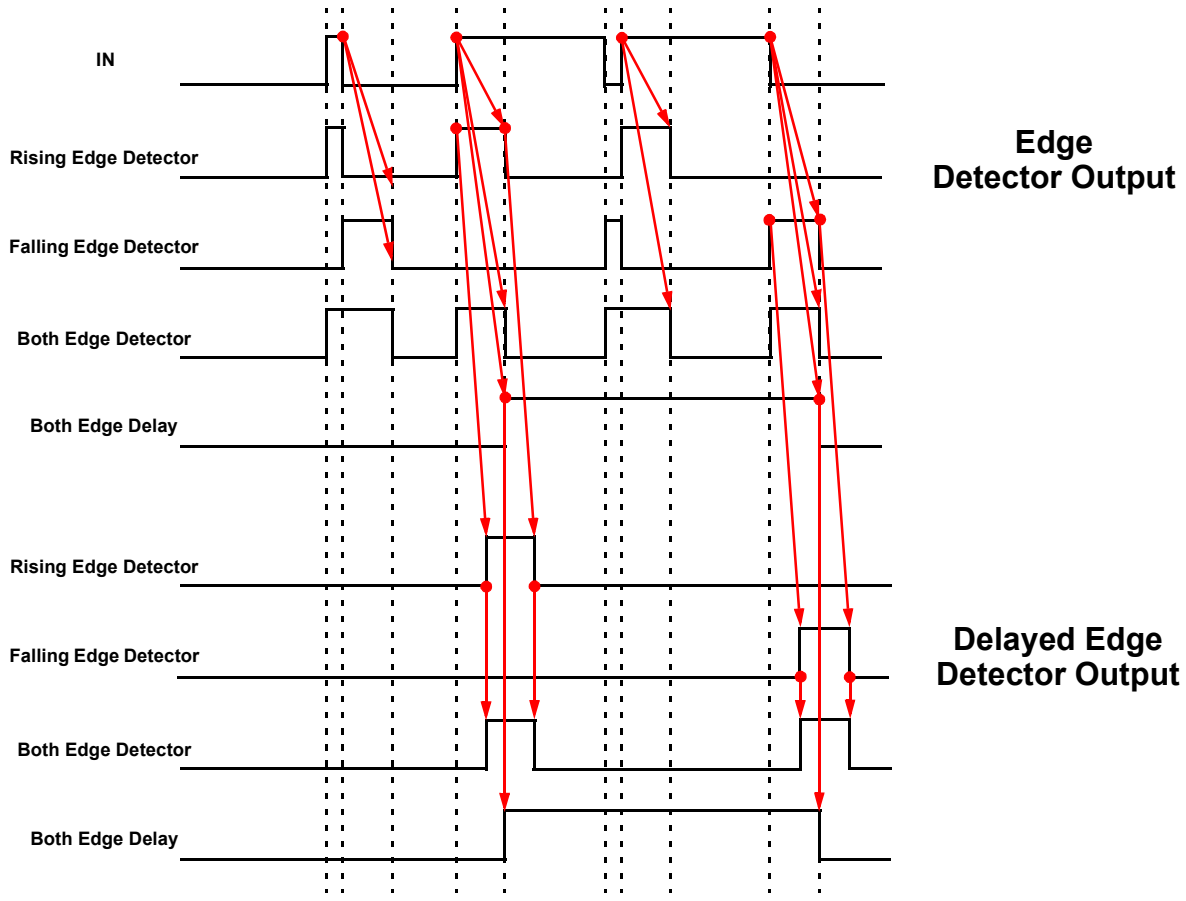 IN
Rising Edge Detector
Falling Edge Detector
Both Edge Detector
Both Edge Delay
Edge
Detector Output
Rising Edge Detector
Falling Edge Detector
Both Edge Detector
Both Edge Delay
Delayed Edge
Detector Output